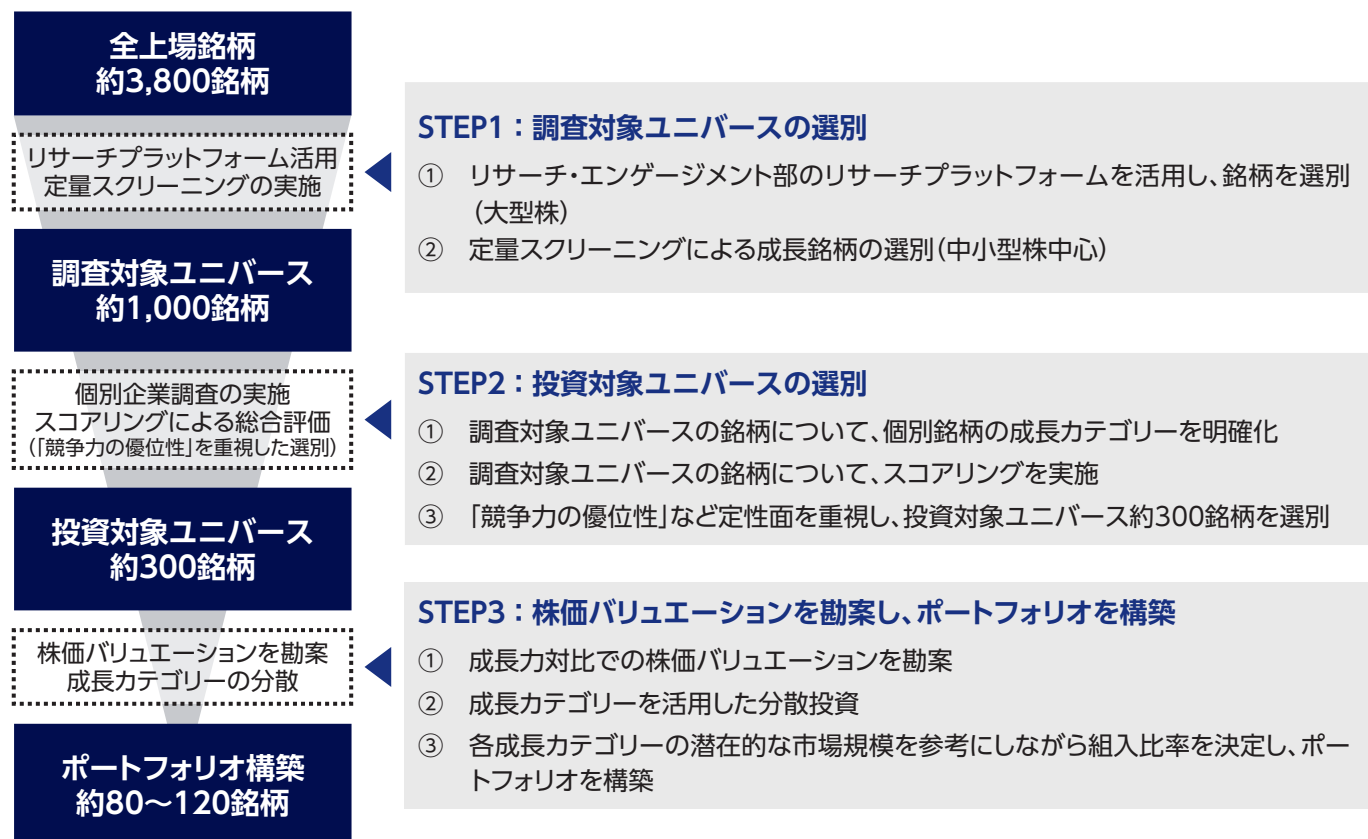 全上場銘柄
約3,800銘柄
リサーチプラットフォーム活用
定量スクリーニングの実施
STEP1：調査対象ユニバースの選別
① リサーチ・エンゲージメント部のリサーチプラットフォームを活用し、銘柄を選別
（大型株）
② 定量スクリーニングによる成長銘柄の選別（中小型株中心）
調査対象ユニバース
約1,000銘柄
個別企業調査の実施
スコアリングによる総合評価
（「競争力の優位性」を重視した選別）
STEP2：投資対象ユニバースの選別
① 調査対象ユニバースの銘柄について、個別銘柄の成長カテゴリーを明確化
② 調査対象ユニバースの銘柄について、スコアリングを実施
③ 「競争力の優位性」など定性面を重視し、投資対象ユニバース約300銘柄を選別
投資対象ユニバース
約300銘柄
株価バリュエーションを勘案
成長カテゴリーの分散
STEP3：株価バリュエーションを勘案し、ポートフォリオを構築
① 成長力対比での株価バリュエーションを勘案
② 成長カテゴリーを活用した分散投資
③ 各成長カテゴリーの潜在的な市場規模を参考にしながら組入比率を決定し、ポー
トフォリオを構築
ポートフォリオ構築
約80～120銘柄